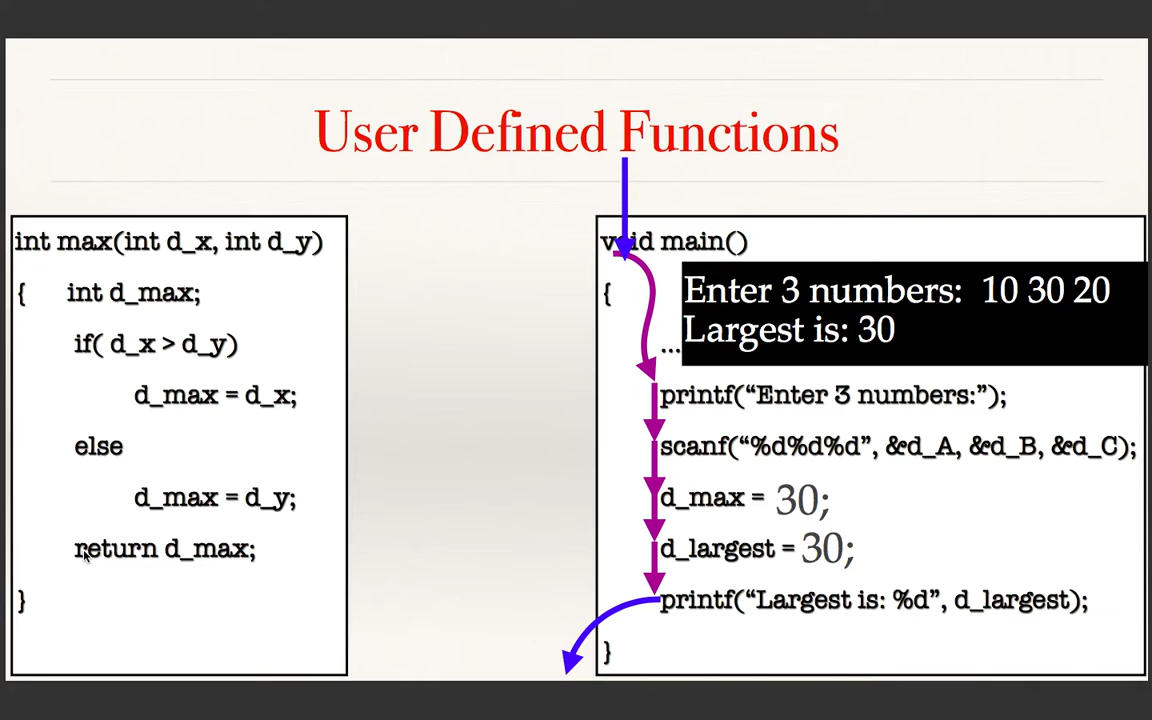 User Defined Functions
int max(int d_x, int d_y)
{ int d_max;
if( d_x > d_y)
d_max = d_x;
else
d_max = d_y;
return d_max;
}
void main()
{
Enter 3 numbers: 10 30 20
Largest is: 30
...
printf(“Enter 3 numbers:”);
scanf(“%d%d%d”, &d_A, &d_B, &d_C);
d_max = 30;
d_largest = 30;
printf(“Largest is: %d”, d_largest);
}